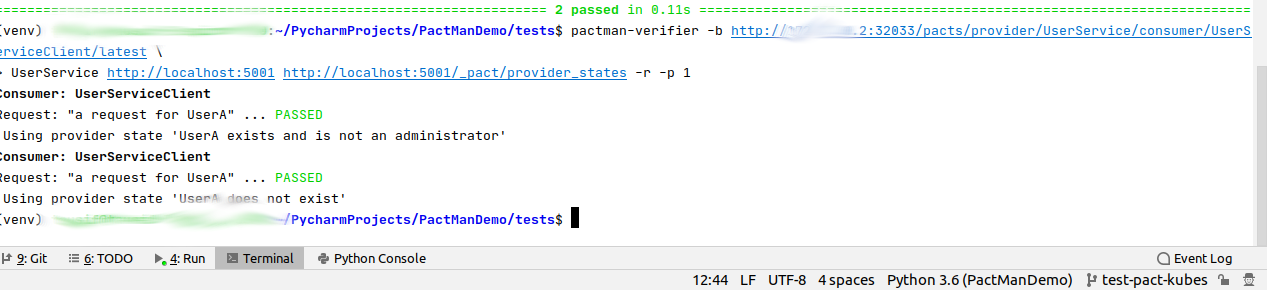 2 passed in 0.11s
(venv) :~/PycharmProjects/PactManDemo/tests$ pactman-verifier -b http:// .2:32033/pacts/provider/UserService/consumer/UserS
erviceClient/latest \
> UserService http://localhost:5001 http://localhost:5001/_pact/provider_states -r -p 1
Consumer: UserServiceClient
Request: "a request for UserA" ... PASSED
Using provider state 'UserA exists and is not an administrator'
Consumer: UserServiceClient
Request: "a request for UserA" ... PASSED
Using provider state 'UserA does not exist'
(venv) ~/PycharmProjects/PactManDemo/tests$
9: Git 6: TODO 4: Run Terminal Python Console Event Log
12:44 LF UTF-8 4 spaces Python 3.6 (PactManDemo) test-pact-kubes